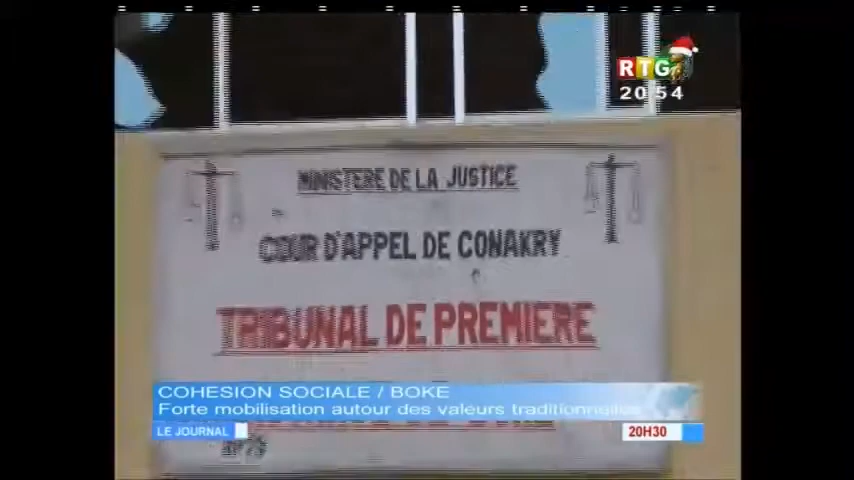 RTG
20:54
MINISTERE DE LA JUSTICE
COUR D'APPEL DE CONAKRY
TRIBUNAL DE PREMIERE
COHESION SOCIALE / BOKE
Forte mobilisation autour des valeurs traditionnelles
LE JOURNAL
20H30